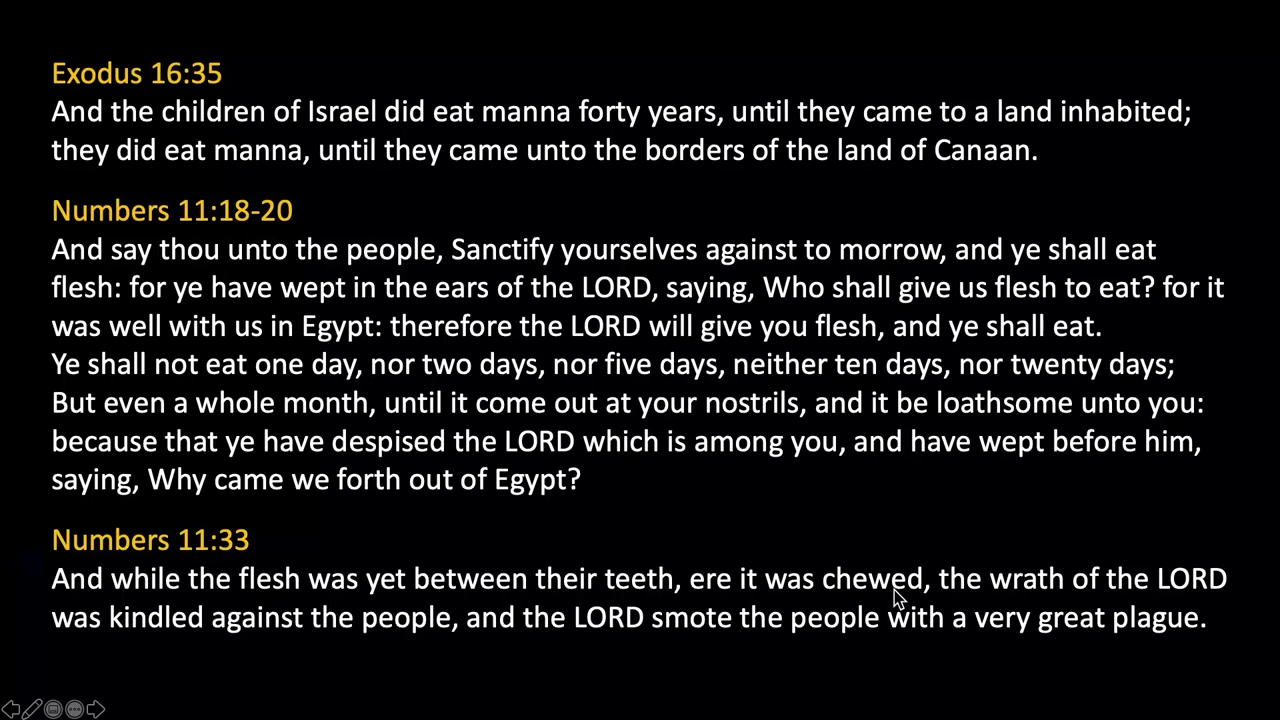 Exodus 16:35
And the children of Israel did eat manna forty years, until they came to a land inhabited;
they did eat manna, until they came unto the borders of the land of Canaan.
Numbers 11:18-20
And say thou unto the people, Sanctify yourselves against to morrow, and ye shall eat
flesh: for ye have wept in the ears of the LORD, saying, Who shall give us flesh to eat? for it
was well with us in Egypt: therefore the LORD will give you flesh, and ye shall eat.
Ye shall not eat one day, nor two days, nor five days, neither ten days, nor twenty days;
But even a whole month, until it come out at your nostrils, and it be loathsome unto you:
because that ye have despised the LORD which is among you, and have wept before him,
saying, Why came we forth out of Egypt?
Numbers 11:33
And while the flesh was yet between their teeth, ere it was chewed, the wrath of the LORD
was kindled against the people, and the LORD smote the people with a very great plague.